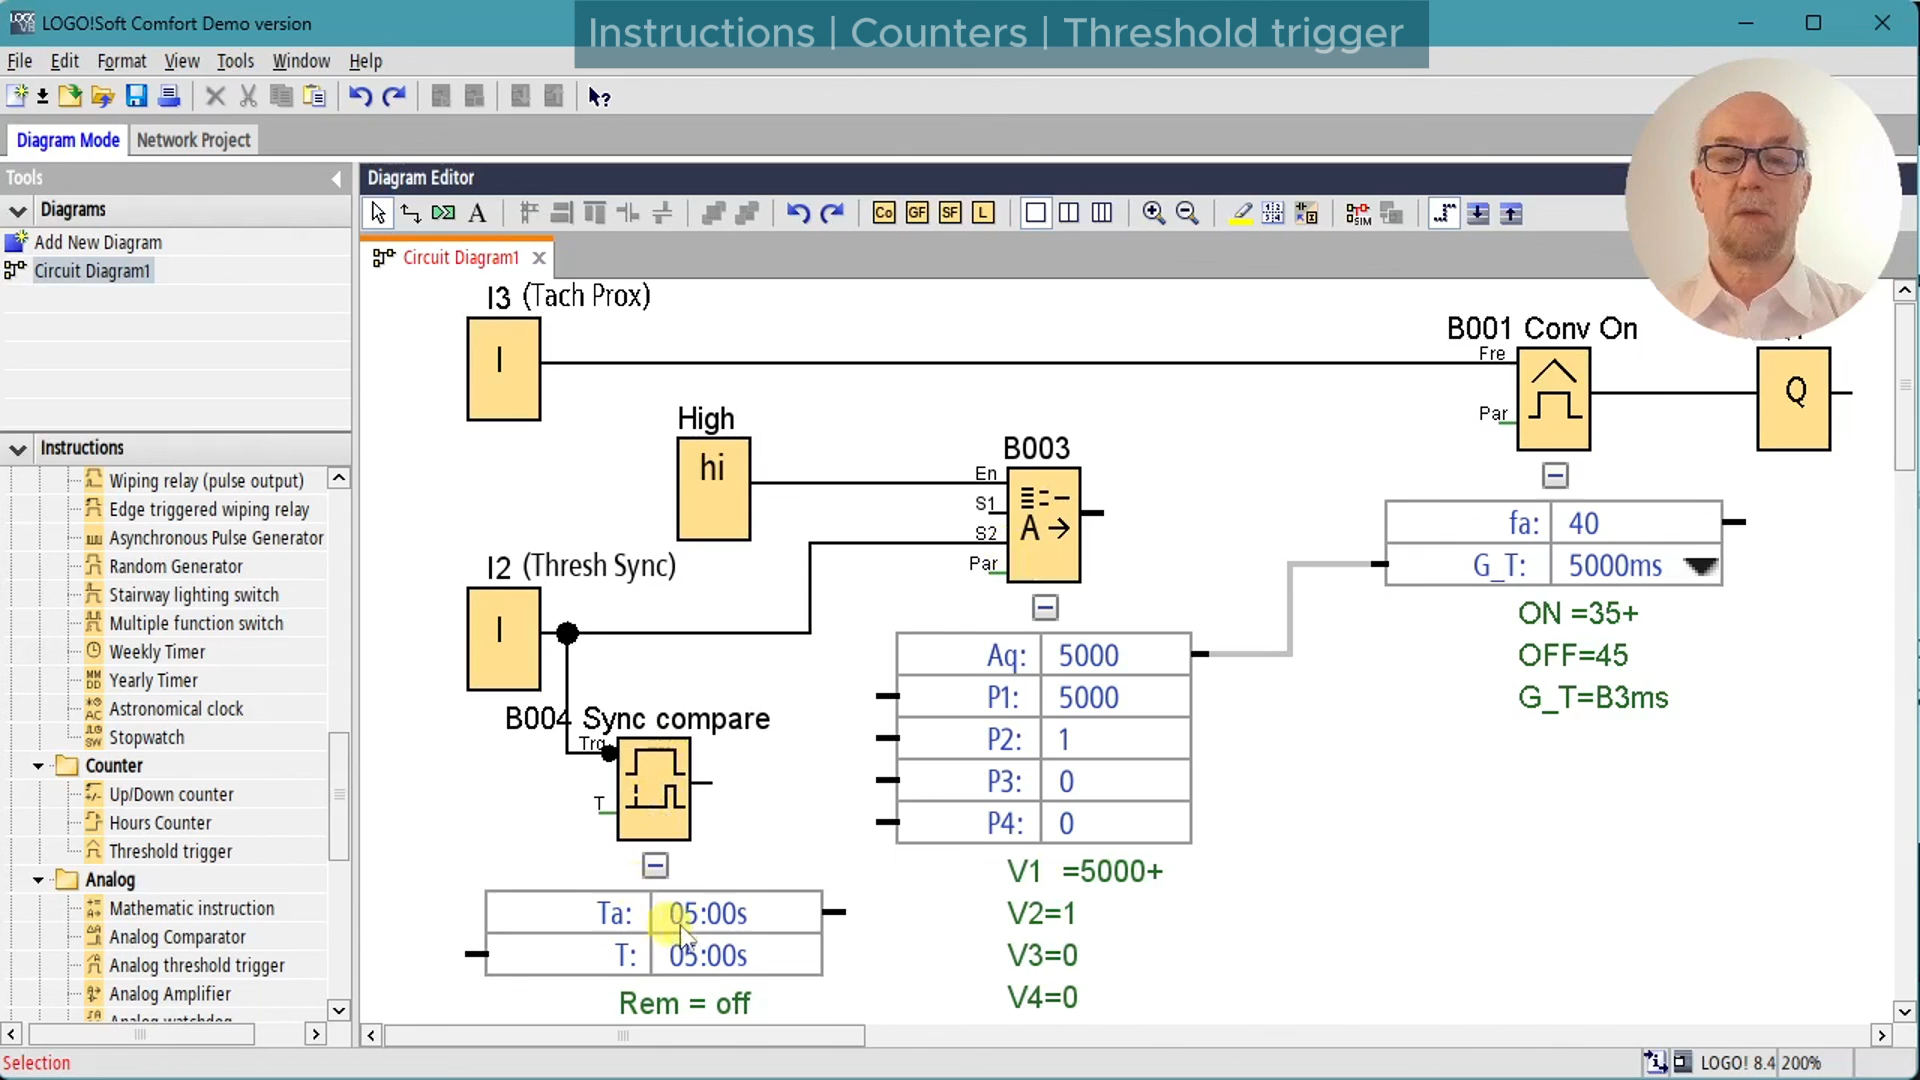 LOGO!Soft Comfort Demo version
Instructions | Counters | Threshold trigger
File Edit Format View Tools Window Help
Diagram Mode Network Project
Tools
Diagrams
Add New Diagram
Circuit Diagram1
Instructions
Wiping relay (pulse output)
Edge triggered wiping relay
Asynchronous Pulse Generator
Random Generator
Stairway lighting switch
Multiple function switch
Weekly Timer
Yearly Timer
Astronomical clock
Stopwatch
Counter
Up/Down counter
Hours Counter
Threshold trigger
Analog
Mathematic instruction
Analog Comparator
Analog threshold trigger
Analog Amplifier
Analog watchdog
Diagram Editor
A Co GF SF L SIM
Circuit Diagram1
I3 (Tach Prox)
I
B001 Conv On
Fre
Par
Q
High
hi
B003
En
S1
S2
Par
A
fa: 40
G_T: 5000ms
ON =35+
OFF=45
G_T=B3ms
I2 (Thresh Sync)
I
B004 Sync compare
Trg
T
Aq: 5000
P1: 5000
P2: 1
P3: 0
P4: 0
V1 =5000+
V2=1
V3=0
V4=0
Ta: 05:00s
T: 05:00s
Rem = off
Selection
LOGO! 8.4 200%